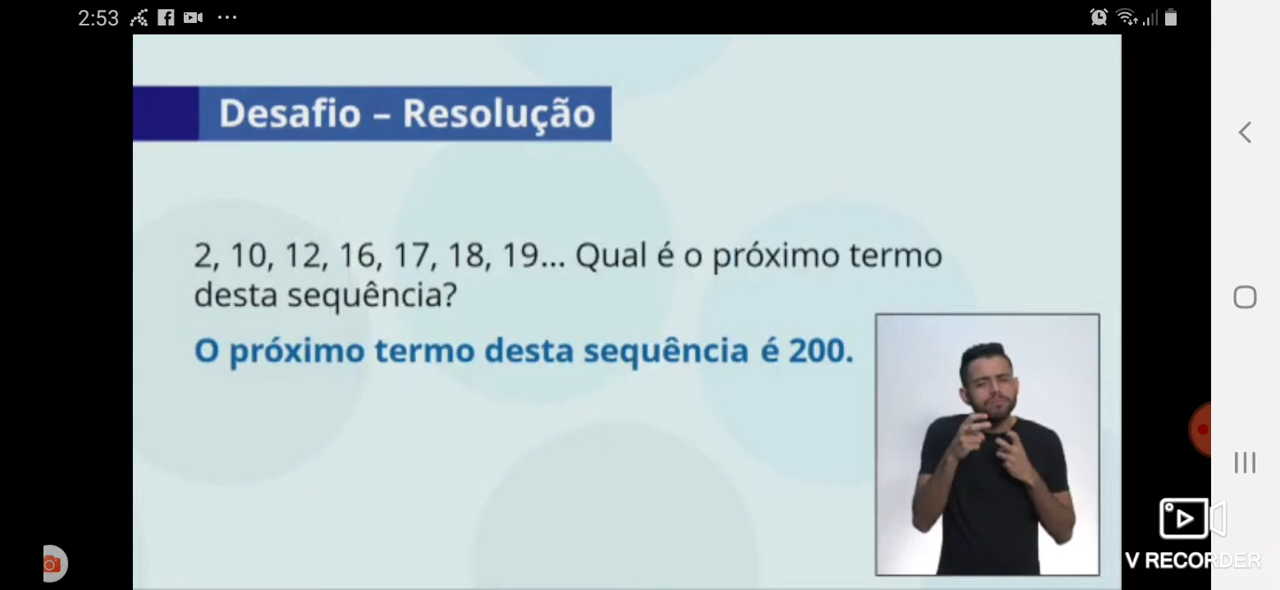 2:53
Desafio – Resolução
2, 10, 12, 16, 17, 18, 19... Qual é o próximo termo
desta sequência?
O próximo termo desta sequência é 200.
V RECORDER